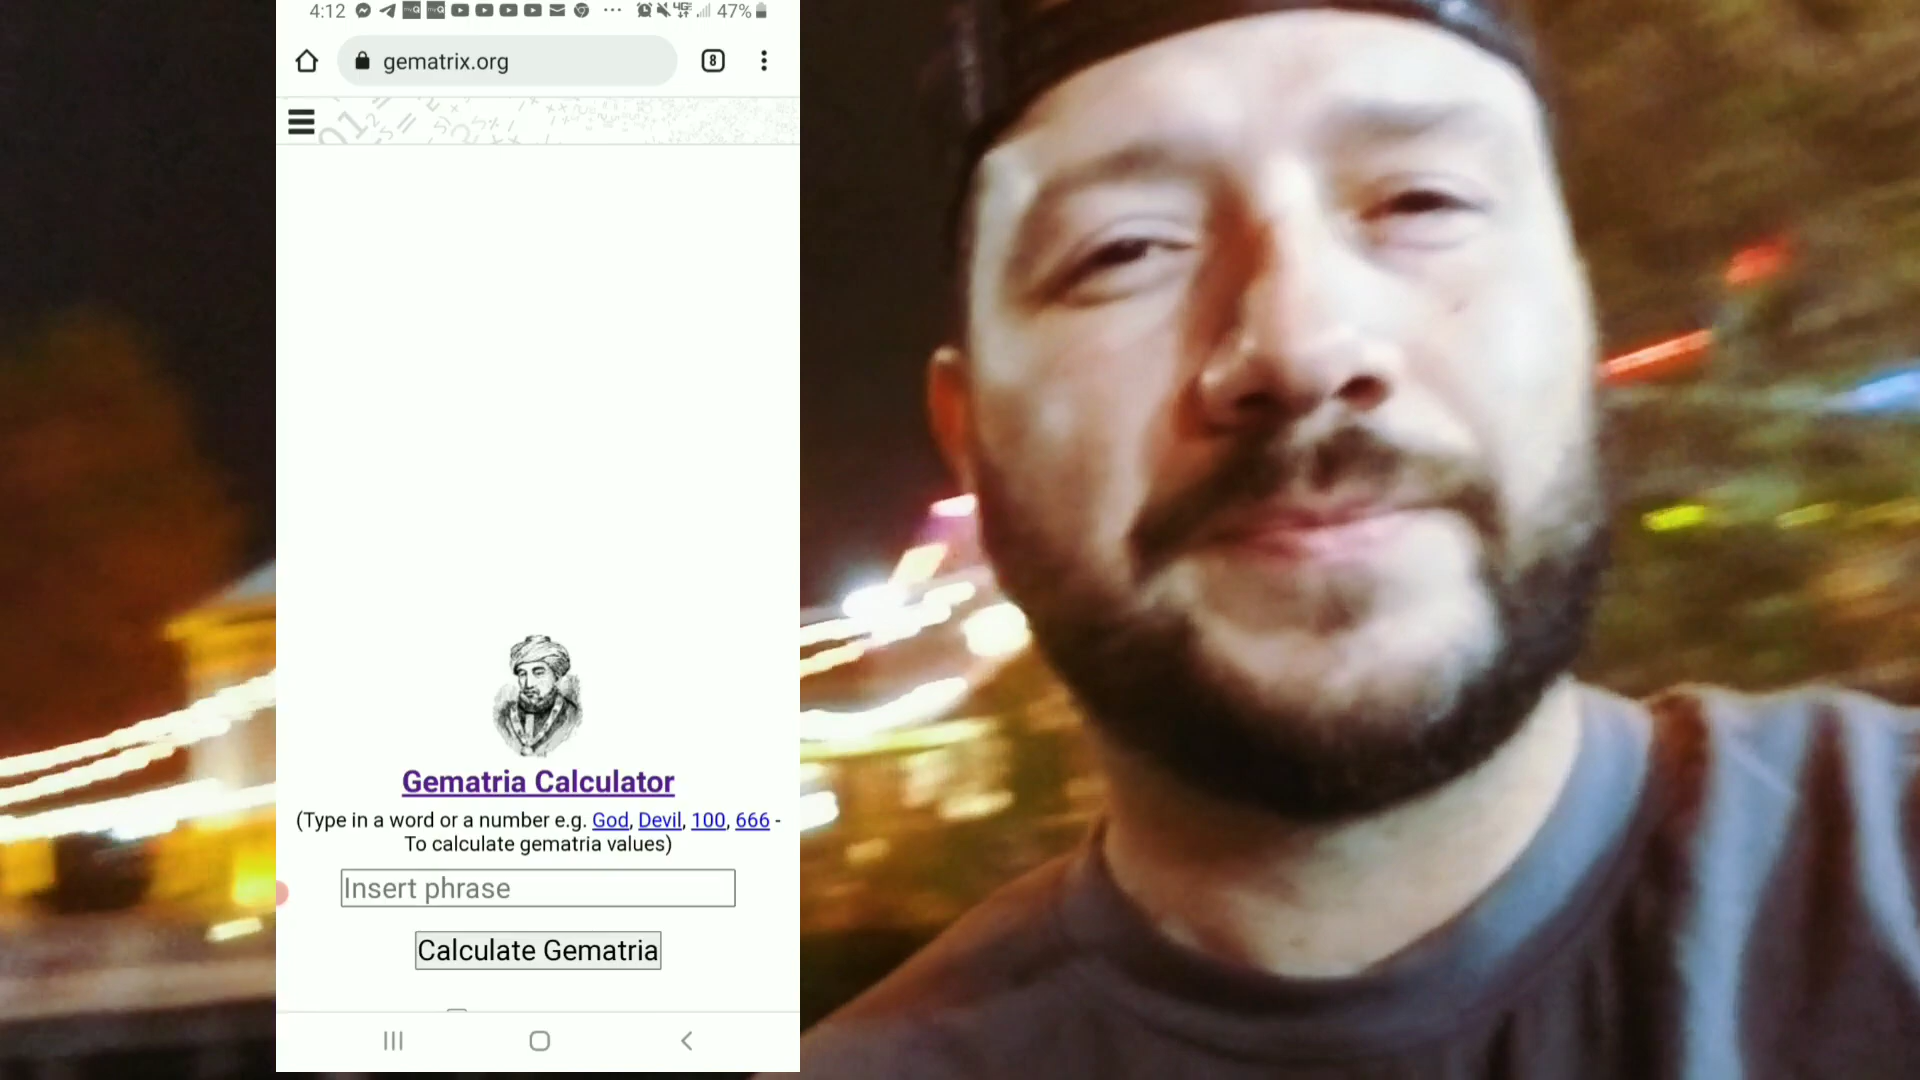 4:12 47%
gematrix.org 8
Gematria Calculator
(Type in a word or a number e.g. God, Devil, 100, 666 -
To calculate gematria values)
Insert phrase
Calculate Gematria